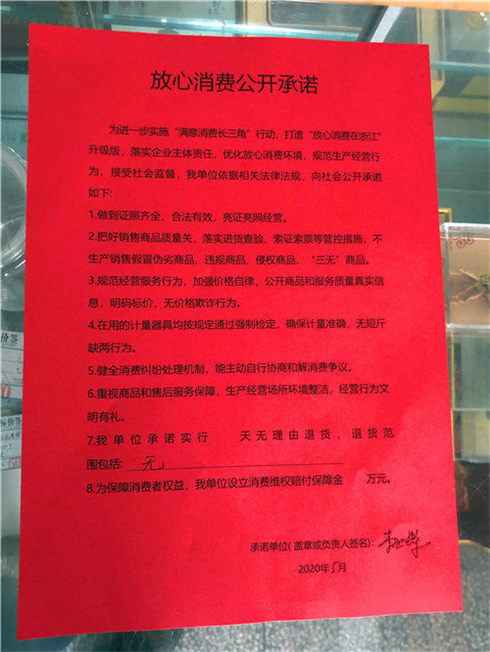 放心消费公开承诺
为进一步实施“满意消费长三角”行动，打造“放心消费在浙江”
升级版，落实企业主体责任，优化放心消费环境，规范生产经营行
为，接受社会监督，我单位依据相关法律法规，向社会公开承诺
如下:
1.做到证照齐全、合法有效，亮证亮照经营。
2.把好销售商品质量关，落实进货查验、索证索票等管控措施，不
生产销售假冒伪劣商品、违规商品、侵权商品，“三无”商品。
3.规范经营服务行为，加强价格自律，公开商品和服务质量真实信
息，明码标价，无价格欺诈行为。
4.在用的计量器具均按规定通过强制检定，确保计量准确，无短斤
缺两行为。
5.健全消费纠纷处理机制，能主动自行协商和解消费争议。
6.重视商品和售后服务保障，生产经营场所环境整洁，经营行为文
明有礼。
7.我单位承诺实行 天无理由退货，退货范
围包括: 无
8.为保障消费者权益，我单位设立消费维权赔付保障金 万元。
承诺单位(盖章或负责人签名):
2020年5月